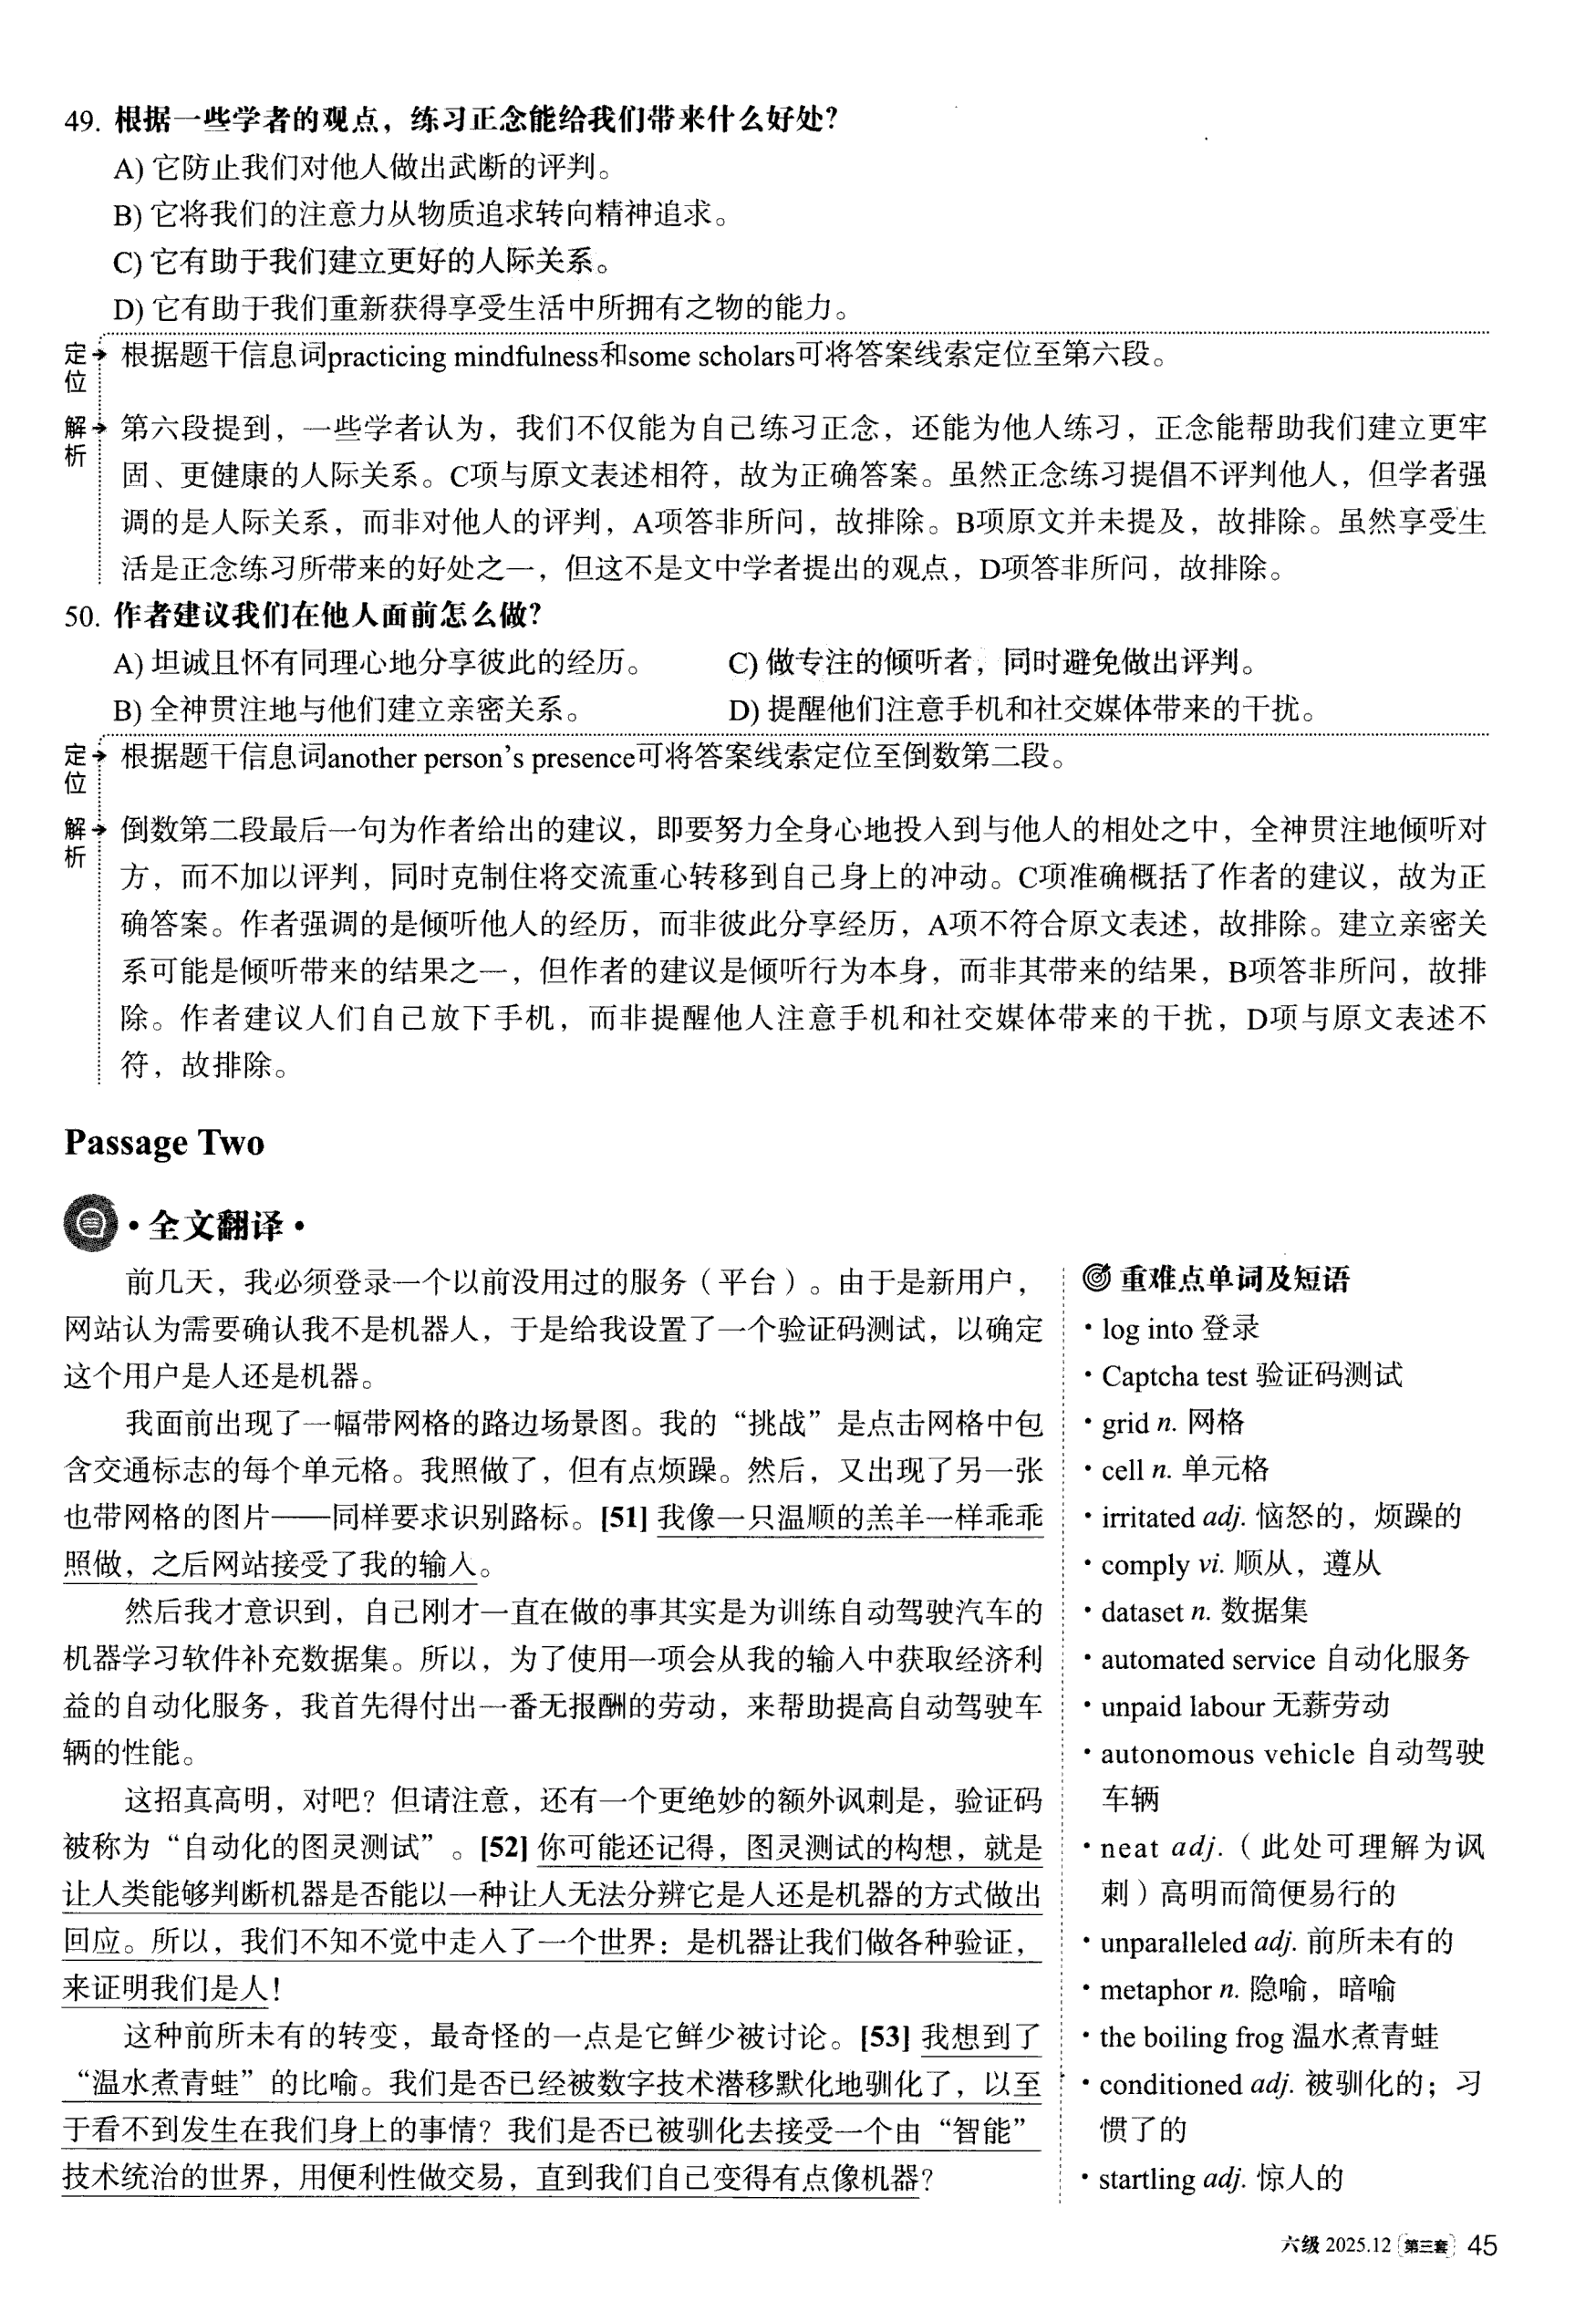 49. 根据一些学者的观点，练习正念能给我们带来什么好处？
A) 它防止我们对他人做出武断的评判。
B) 它将我们的注意力从物质追求转向精神追求。
C) 它有助于我们建立更好的人际关系。
D) 它有助于我们重新获得享受生活中所拥有之物的能力。
定位 根据题干信息词practicing mindfulness和some scholars可将答案线索定位至第六段。
解析 第六段提到，一些学者认为，我们不仅能为自己练习正念，还能为他人练习，正念能帮助我们建立更牢
固、更健康的人际关系。C项与原文表述相符，故为正确答案。虽然正念练习提倡不评判他人，但学者强
调的是人际关系，而非对他人的评判，A项答非所问，故排除。B项原文并未提及，故排除。虽然享受生
活是正念练习所带来的好处之一，但这不是文中学者提出的观点，D项答非所问，故排除。
50. 作者建议我们在他人面前怎么做？
A) 坦诚且怀有同理心地分享彼此的经历。 C) 做专注的倾听者，同时避免做出评判。
B) 全神贯注地与他们建立亲密关系。 D) 提醒他们注意手机和社交媒体带来的干扰。
定位 根据题干信息词another person's presence可将答案线索定位至倒数第二段。
解析 倒数第二段最后一句为作者给出的建议，即要努力全身心地投入到与他人的相处之中，全神贯注地倾听对
方，而不加以评判，同时克制住将交流重心转移到自己身上的冲动。C项准确概括了作者的建议，故为正
确答案。作者强调的是倾听他人的经历，而非彼此分享经历，A项不符合原文表述，故排除。建立亲密关
系可能是倾听带来的结果之一，但作者的建议是倾听行为本身，而非其带来的结果，B项答非所问，故排
除。作者建议人们自己放下手机，而非提醒他人注意手机和社交媒体带来的干扰，D项与原文表述不
符，故排除。
Passage Two
·全文翻译·
前几天，我必须登录一个以前没用过的服务（平台）。由于是新用户，
网站认为需要确认我不是机器人，于是给我设置了一个验证码测试，以确定
这个用户是人还是机器。
我面前出现了一幅带网格的路边场景图。我的“挑战”是点击网格中包
含交通标志的每个单元格。我照做了，但有点烦躁。然后，又出现了另一张
也带网格的图片——同样要求识别路标。[51] 我像一只温顺的羔羊一样乖乖
照做，之后网站接受了我的输入。
然后我才意识到，自己刚才一直在做的事其实是为训练自动驾驶汽车的
机器学习软件补充数据集。所以，为了使用一项会从我的输入中获取经济利
益的自动化服务，我首先得付出一番无报酬的劳动，来帮助提高自动驾驶车
辆的性能。
这招真高明，对吧？但请注意，还有一个更绝妙的额外讽刺是，验证码
被称为“自动化的图灵测试”。[52] 你可能还记得，图灵测试的构想，就是
让人类能够判断机器是否能以一种让人无法分辨它是人还是机器的方式做出
回应。所以，我们不知不觉中走入了一个世界：是机器让我们做各种验证，
来证明我们是人！
这种前所未有的转变，最奇怪的一点是它鲜少被讨论。[53] 我想到了
“温水煮青蛙”的比喻。我们是否已经被数字技术潜移默化地驯化了，以至
于看不到发生在我们身上的事情？我们是否已被驯化去接受一个由“智能”
技术统治的世界，用便利性做交易，直到我们自己变得有点像机器？
重难点单词及短语
· log into 登录
· Captcha test 验证码测试
· grid n. 网格
· cell n. 单元格
· irritated adj. 恼怒的，烦躁的
· comply vi. 顺从，遵从
· dataset n. 数据集
· automated service 自动化服务
· unpaid labour 无薪劳动
· autonomous vehicle 自动驾驶
车辆
· neat adj.（此处可理解为讽
刺）高明而简便易行的
· unparalleled adj. 前所未有的
· metaphor n. 隐喻，暗喻
· the boiling frog 温水煮青蛙
· conditioned adj. 被驯化的；习
惯了的
· startling adj. 惊人的
六级 2025.12 第三套 45